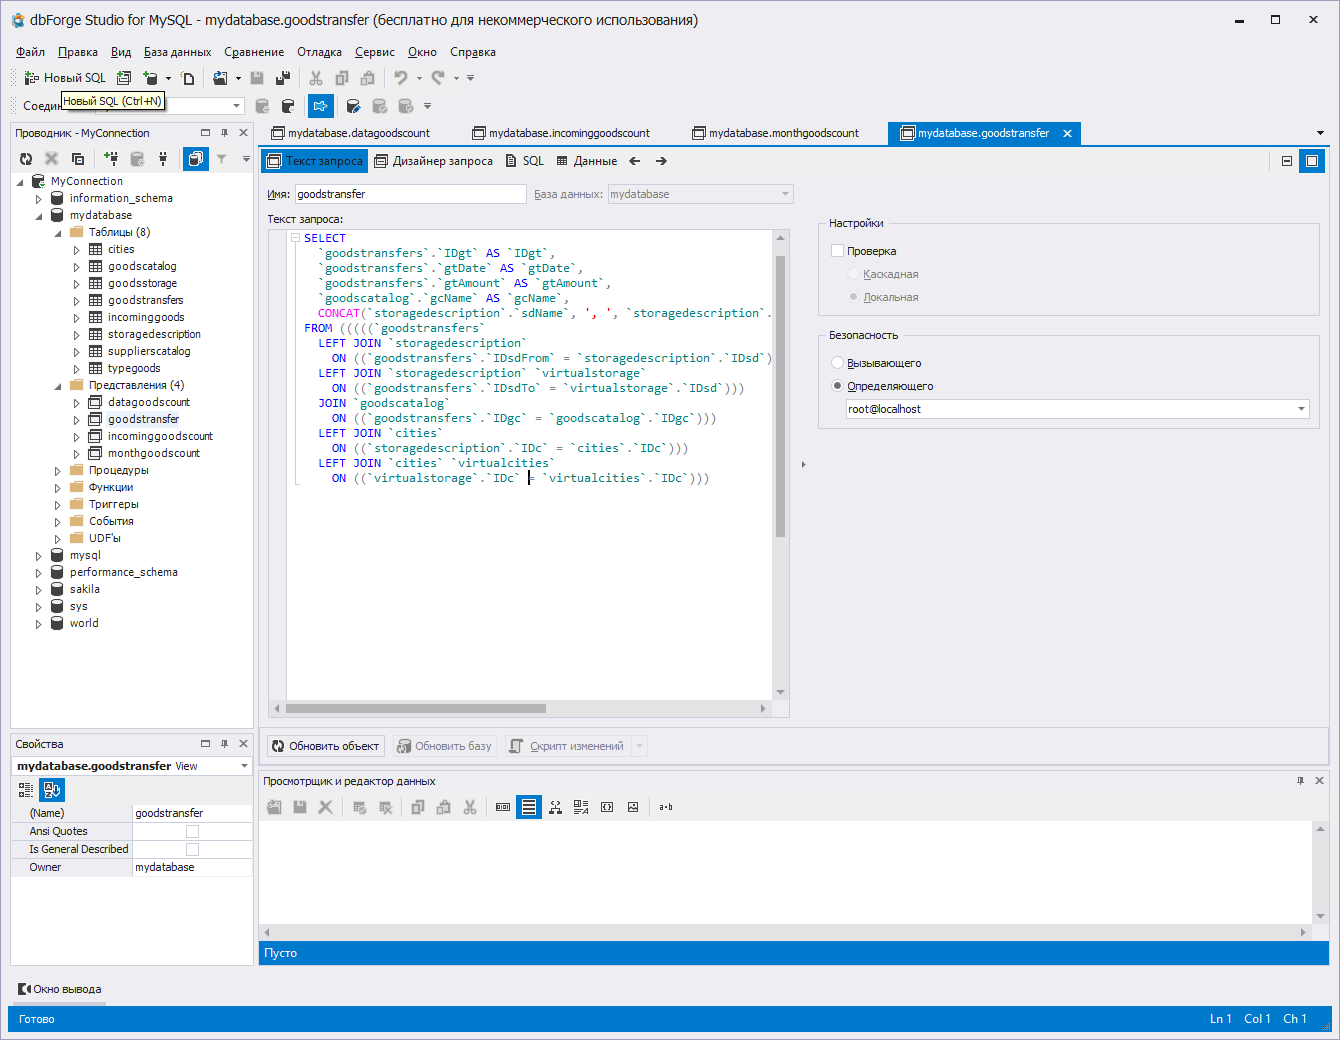 dbForge Studio for MySQL - mydatabase.goodstransfer (бесплатно для некоммерческого использования)
Файл Правка Вид База данных Сравнение Отладка Сервис Окно Справка
Новый SQL
Соедин
Новый SQL (Ctrl+N)
Проводник - MyConnection
MyConnection
information_schema
mydatabase
Таблицы (8)
cities
goodscatalog
goodsstorage
goodstransfers
incominggoods
storagedescription
supplierscatalog
typegoods
Представления (4)
datagoodscount
goodstransfer
incominggoodscount
monthgoodscount
Процедуры
Функции
Триггеры
События
UDF'ы
mysql
performance_schema
sakila
sys
world
Свойства
mydatabase.goodstransfer View
(Name) goodstransfer
Ansi Quotes
Is General Described
Owner mydatabase
mydatabase.datagoodscount mydatabase.incominggoodscount mydatabase.monthgoodscount mydatabase.goodstransfer
Текст запроса Дизайнер запроса SQL Данные
Имя: goodstransfer База данных: mydatabase
Текст запроса:
SELECT
`goodstransfers`.`IDgt` AS `IDgt`,
`goodstransfers`.`gtDate` AS `gtDate`,
`goodstransfers`.`gtAmount` AS `gtAmount`,
`goodscatalog`.`gcName` AS `gcName`,
CONCAT(`storagedescription`.`sdName`, ', ', `storagedescription`.
FROM (((((`goodstransfers`
LEFT JOIN `storagedescription`
ON ((`goodstransfers`.`IDsdFrom` = `storagedescription`.`IDsd`)
LEFT JOIN `storagedescription` `virtualstorage`
ON ((`goodstransfers`.`IDsdTo` = `virtualstorage`.`IDsd`)))
JOIN `goodscatalog`
ON ((`goodstransfers`.`IDgc` = `goodscatalog`.`IDgc`)))
LEFT JOIN `cities`
ON ((`storagedescription`.`IDc` = `cities`.`IDc`)))
LEFT JOIN `cities` `virtualcities`
ON ((`virtualstorage`.`IDc` = `virtualcities`.`IDc`)))
Настройки
Проверка
Каскадная
Локальная
Безопасность
Вызывающего
Определяющего
root@localhost
Обновить объект Обновить базу Скрипт изменений
Просмотрщик и редактор данных
Пусто
Окно вывода
Готово Ln 1 Col 1 Ch 1